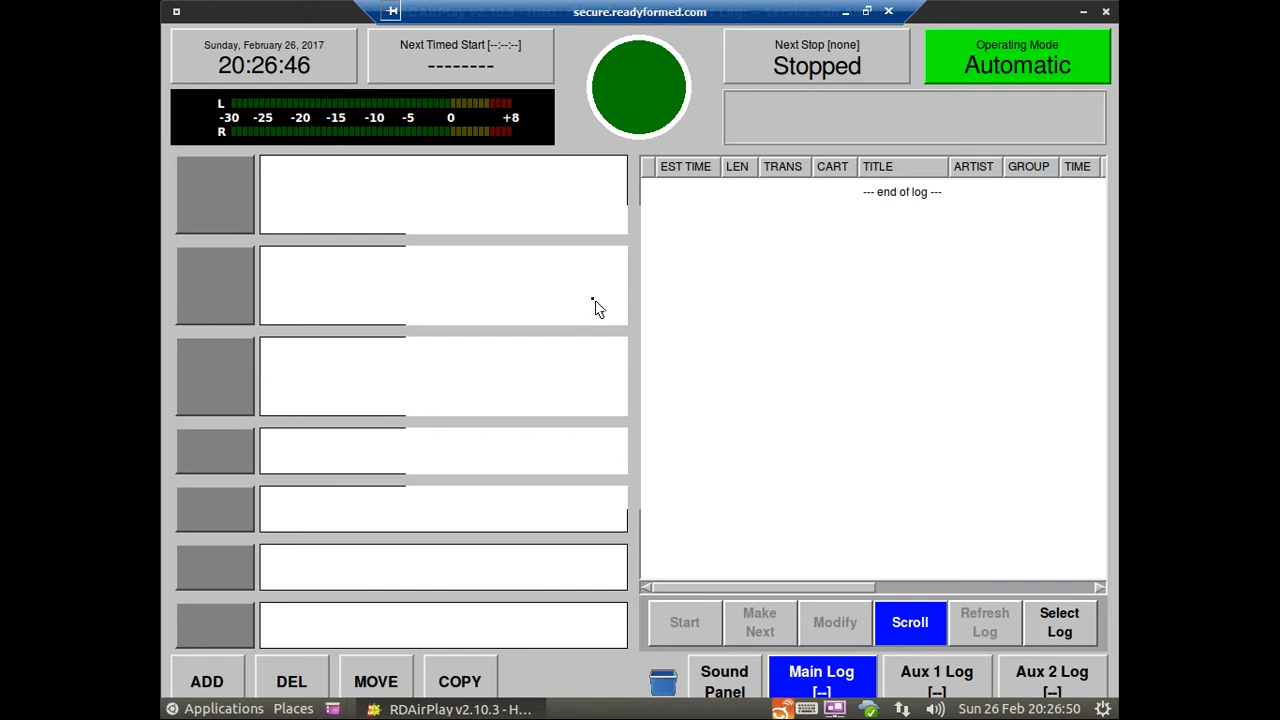 secure.readyformed.com
Sunday, February 26, 2017
20:26:46
Next Timed Start [--:--:--]
--------
Next Stop [none]
Stopped
Operating Mode
Automatic
L
-30 -25 -20 -15 -10 -5 0 +8
R
EST TIME LEN TRANS CART TITLE ARTIST GROUP TIME
--- end of log ---
Start
Make
Next
Modify
Scroll
Refresh
Log
Select
Log
ADD DEL MOVE COPY
Sound
Panel
Main Log
[--]
Aux 1 Log
[--]
Aux 2 Log
[--]
Applications Places RDAirPlay v2.10.3 - H... Sun 26 Feb 20:26:50